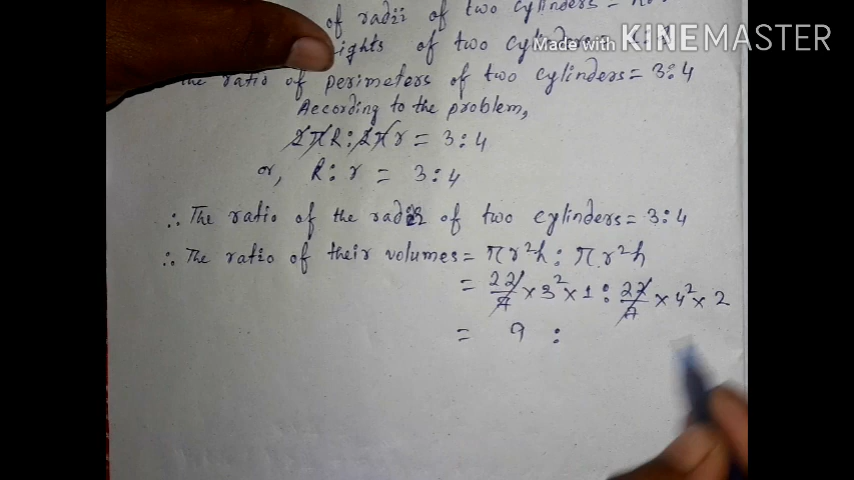 of radii of two cylinders =
of two cylinders =
Made with KINEMASTER
the ratio of perimeters of two cylinders = 3:4
According to the problem,
2πR : 2πr = 3:4
or, R : r = 3:4
∴ The ratio of the radii of two cylinders = 3:4
∴ The ratio of their volumes = πr²h : πr²h
= 22/7 × 3² × 1 : 22/7 × 4² × 2
= 9 :